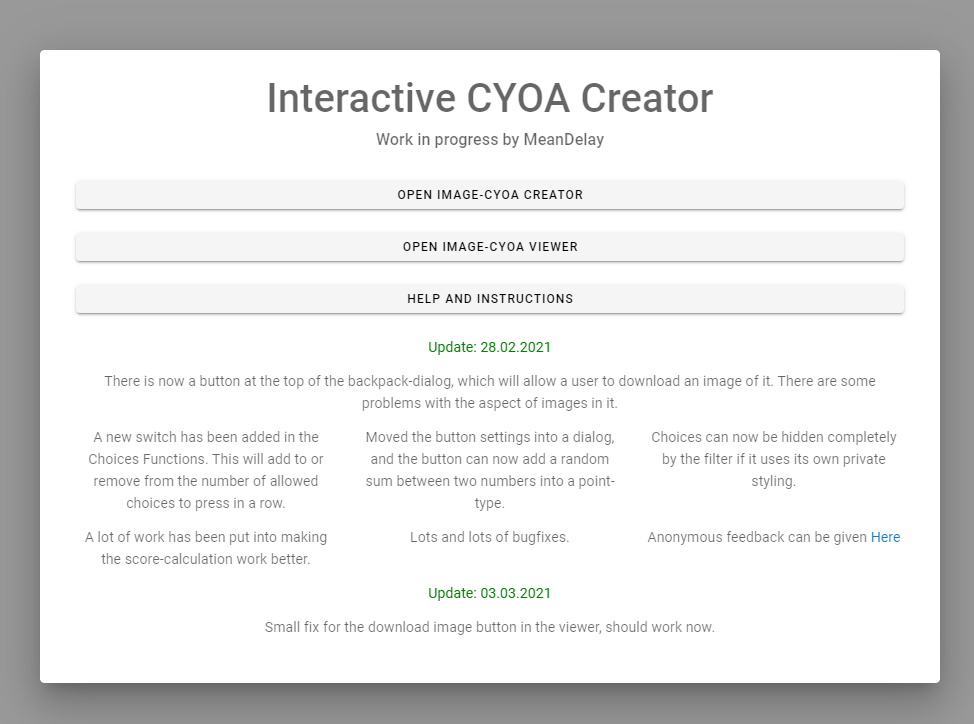 Interactive CYOA Creator
Work in progress by MeanDelay
OPEN IMAGE-CYOA CREATOR
OPEN IMAGE-CYOA VIEWER
HELP AND INSTRUCTIONS
Update: 28.02.2021
There is now a button at the top of the backpack-dialog, which will allow a user to download an image of it. There are some
problems with the aspect of images in it.
A new switch has been added in the
Choices Functions. This will add to or
remove from the number of allowed
choices to press in a row.
Moved the button settings into a dialog,
and the button can now add a random
sum between two numbers into a point-
type.
Choices can now be hidden completely
by the filter if it uses its own private
styling.
A lot of work has been put into making
the score-calculation work better.
Lots and lots of bugfixes.
Anonymous feedback can be given Here
Update: 03.03.2021
Small fix for the download image button in the viewer, should work now.